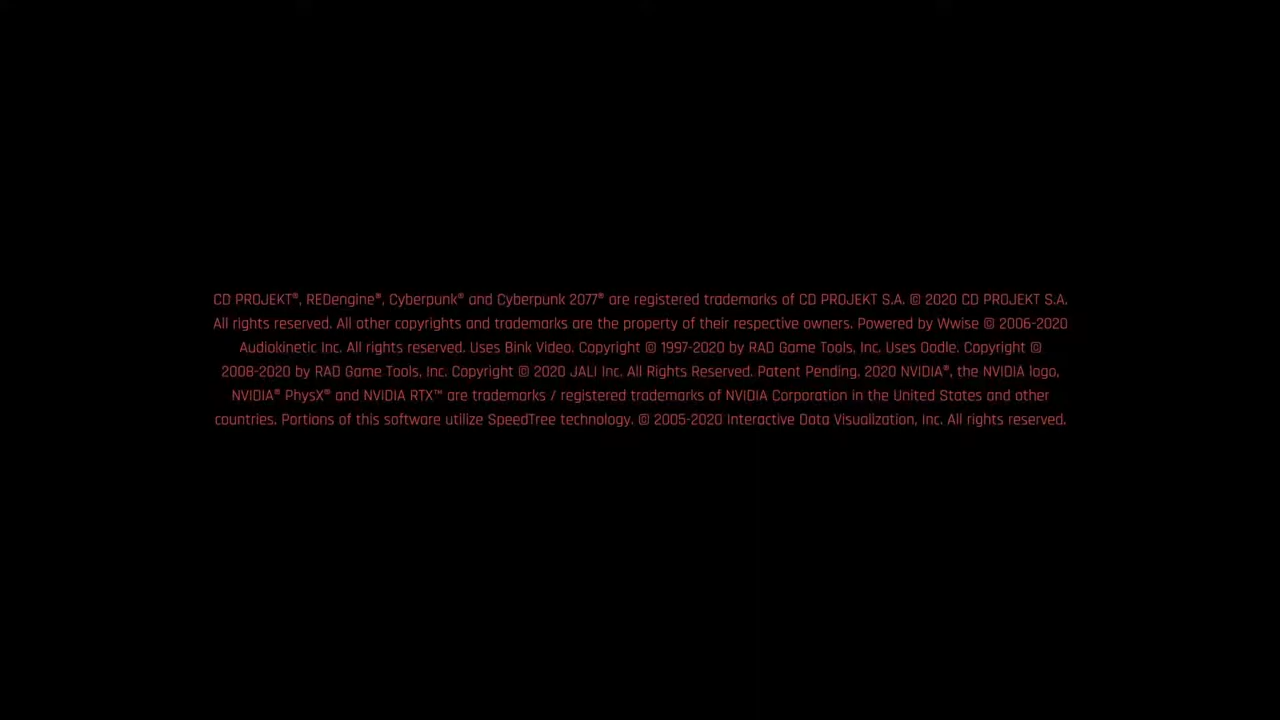 CD PROJEKT®, REDengine®, Cyberpunk® and Cyberpunk 2077® are registered trademarks of CD PROJEKT S.A. © 2020 CD PROJEKT S.A.
All rights reserved. All other copyrights and trademarks are the property of their respective owners. Powered by Wwise © 2006-2020
Audiokinetic Inc. All rights reserved. Uses Bink Video. Copyright © 1997-2020 by RAD Game Tools, Inc. Uses Oodle. Copyright ©
2008-2020 by RAD Game Tools, Inc. Copyright © 2020 JALI Inc. All Rights Reserved. Patent Pending. 2020 NVIDIA®, the NVIDIA logo,
NVIDIA® PhysX® and NVIDIA RTX™ are trademarks / registered trademarks of NVIDIA Corporation in the United States and other
countries. Portions of this software utilize SpeedTree technology. © 2005-2020 Interactive Data Visualization, Inc. All rights reserved.